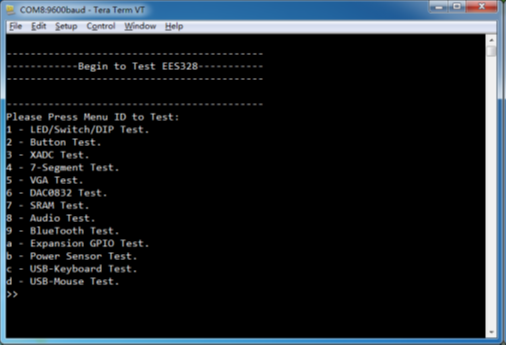 COM8:9600baud - Tera Term VT
File Edit Setup Control Window Help
-------------------------------------------
------------Begin to Test EES328-----------
-------------------------------------------
-------------------------------------------
Please Press Menu ID to Test:
1 - LED/Switch/DIP Test.
2 - Button Test.
3 - XADC Test.
4 - 7-Segment Test.
5 - VGA Test.
6 - DAC0832 Test.
7 - SRAM Test.
8 - Audio Test.
9 - BlueTooth Test.
a - Expansion GPIO Test.
b - Power Sensor Test.
c - USB-Keyboard Test.
d - USB-Mouse Test.
>>